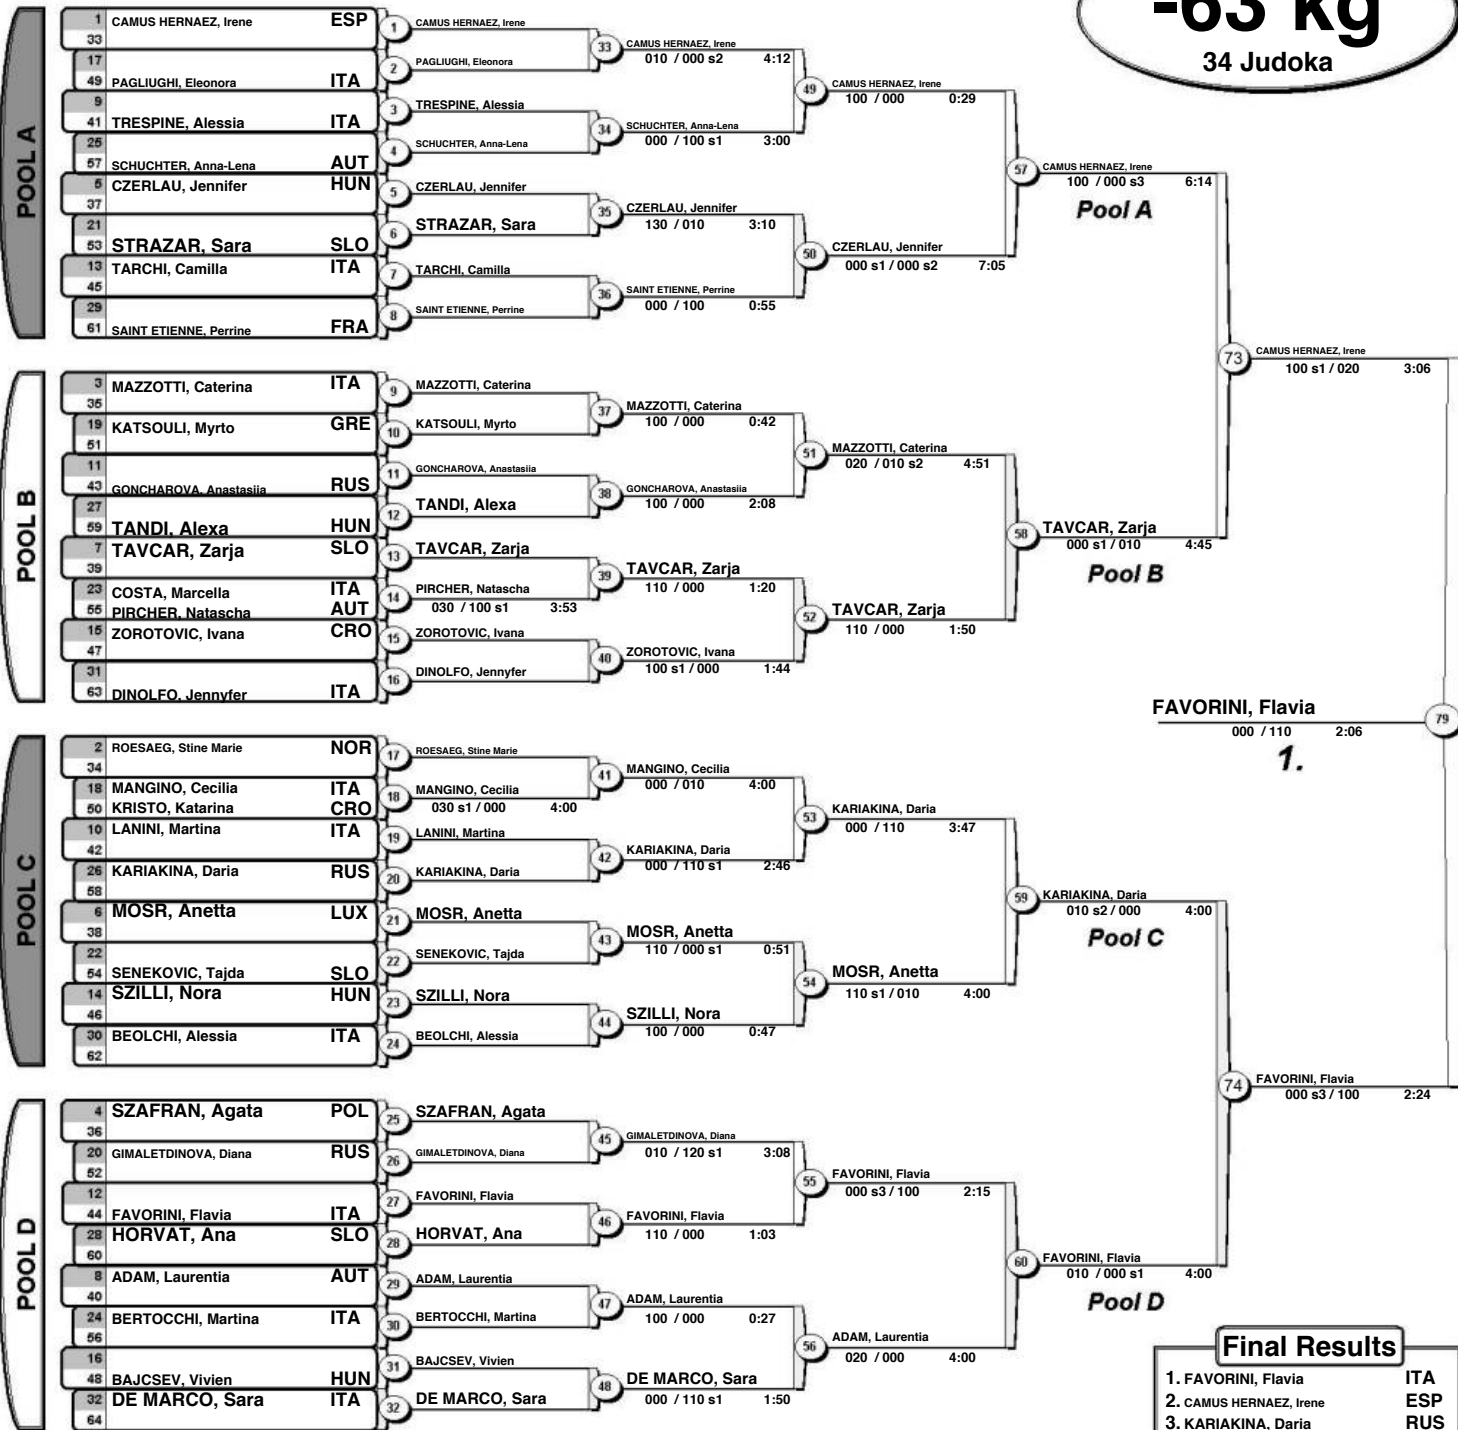 -63 kg
34 Judoka
POOL A
1 CAMUS HERNAEZ, Irene ESP
33
17
49 PAGLIUGHI, Eleonora ITA
9
41 TRESPINE, Alessia ITA
25
57 SCHUCHTER, Anna-Lena AUT
5 CZERLAU, Jennifer HUN
37
21
53 STRAZAR, Sara SLO
13 TARCHI, Camilla ITA
45
29
61 SAINT ETIENNE, Perrine FRA
1 CAMUS HERNAEZ, Irene
2 PAGLIUGHI, Eleonora
3 TRESPINE, Alessia
4 SCHUCHTER, Anna-Lena
5 CZERLAU, Jennifer
6 STRAZAR, Sara
7 TARCHI, Camilla
8 SAINT ETIENNE, Perrine
33 CAMUS HERNAEZ, Irene
010 / 000 s2 4:12
34 SCHUCHTER, Anna-Lena
000 / 100 s1 3:00
35 CZERLAU, Jennifer
130 / 010 3:10
36 SAINT ETIENNE, Perrine
000 / 100 0:55
49 CAMUS HERNAEZ, Irene
100 / 000 0:29
50 CZERLAU, Jennifer
000 s1 / 000 s2 7:05
57 CAMUS HERNAEZ, Irene
100 / 000 s3 6:14
Pool A
POOL B
3 MAZZOTTI, Caterina ITA
35
19 KATSOULI, Myrto GRE
51
11
43 GONCHAROVA, Anastasiia RUS
27
59 TANDI, Alexa HUN
7 TAVCAR, Zarja SLO
39
23 COSTA, Marcella ITA
55 PIRCHER, Natascha AUT
15 ZOROTOVIC, Ivana CRO
47
31
63 DINOLFO, Jennyfer ITA
9 MAZZOTTI, Caterina
10 KATSOULI, Myrto
11 GONCHAROVA, Anastasiia
12 TANDI, Alexa
13 TAVCAR, Zarja
14 PIRCHER, Natascha
030 / 100 s1 3:53
15 ZOROTOVIC, Ivana
16 DINOLFO, Jennyfer
37 MAZZOTTI, Caterina
100 / 000 0:42
38 GONCHAROVA, Anastasiia
100 / 000 2:08
39 TAVCAR, Zarja
110 / 000 1:20
40 ZOROTOVIC, Ivana
100 s1 / 000 1:44
51 MAZZOTTI, Caterina
020 / 010 s2 4:51
52 TAVCAR, Zarja
110 / 000 1:50
58 TAVCAR, Zarja
000 s1 / 010 4:45
Pool B
73 CAMUS HERNAEZ, Irene
100 s1 / 020 3:06
FAVORINI, Flavia 79
000 / 110 2:06
1.
POOL C
2 ROESAEG, Stine Marie NOR
34
18 MANGINO, Cecilia ITA
50 KRISTO, Katarina CRO
10 LANINI, Martina ITA
42
26 KARIAKINA, Daria RUS
58
6 MOSR, Anetta LUX
38
22
54 SENEKOVIC, Tajda SLO
14 SZILLI, Nora HUN
46
30 BEOLCHI, Alessia ITA
62
17 ROESAEG, Stine Marie
18 MANGINO, Cecilia
030 s1 / 000 4:00
19 LANINI, Martina
20 KARIAKINA, Daria
21 MOSR, Anetta
22 SENEKOVIC, Tajda
23 SZILLI, Nora
24 BEOLCHI, Alessia
41 MANGINO, Cecilia
000 / 010 4:00
42 KARIAKINA, Daria
000 / 110 s1 2:46
43 MOSR, Anetta
110 / 000 s1 0:51
44 SZILLI, Nora
100 / 000 0:47
53 KARIAKINA, Daria
000 / 110 3:47
54 MOSR, Anetta
110 s1 / 010 4:00
59 KARIAKINA, Daria
010 s2 / 000 4:00
Pool C
POOL D
4 SZAFRAN, Agata POL
36
20 GIMALETDINOVA, Diana RUS
52
12
44 FAVORINI, Flavia ITA
28 HORVAT, Ana SLO
60
8 ADAM, Laurentia AUT
40
24 BERTOCCHI, Martina ITA
56
16
48 BAJCSEV, Vivien HUN
32 DE MARCO, Sara ITA
64
25 SZAFRAN, Agata
26 GIMALETDINOVA, Diana
27 FAVORINI, Flavia
28 HORVAT, Ana
29 ADAM, Laurentia
30 BERTOCCHI, Martina
31 BAJCSEV, Vivien
32 DE MARCO, Sara
45 GIMALETDINOVA, Diana
010 / 120 s1 3:08
46 FAVORINI, Flavia
110 / 000 1:03
47 ADAM, Laurentia
100 / 000 0:27
48 DE MARCO, Sara
000 / 110 s1 1:50
55 FAVORINI, Flavia
000 s3 / 100 2:15
56 ADAM, Laurentia
020 / 000 4:00
60 FAVORINI, Flavia
010 / 000 s1 4:00
Pool D
74 FAVORINI, Flavia
000 s3 / 100 2:24
Final Results
1. FAVORINI, Flavia ITA
2. CAMUS HERNAEZ, Irene ESP
3. KARIAKINA, Daria RUS